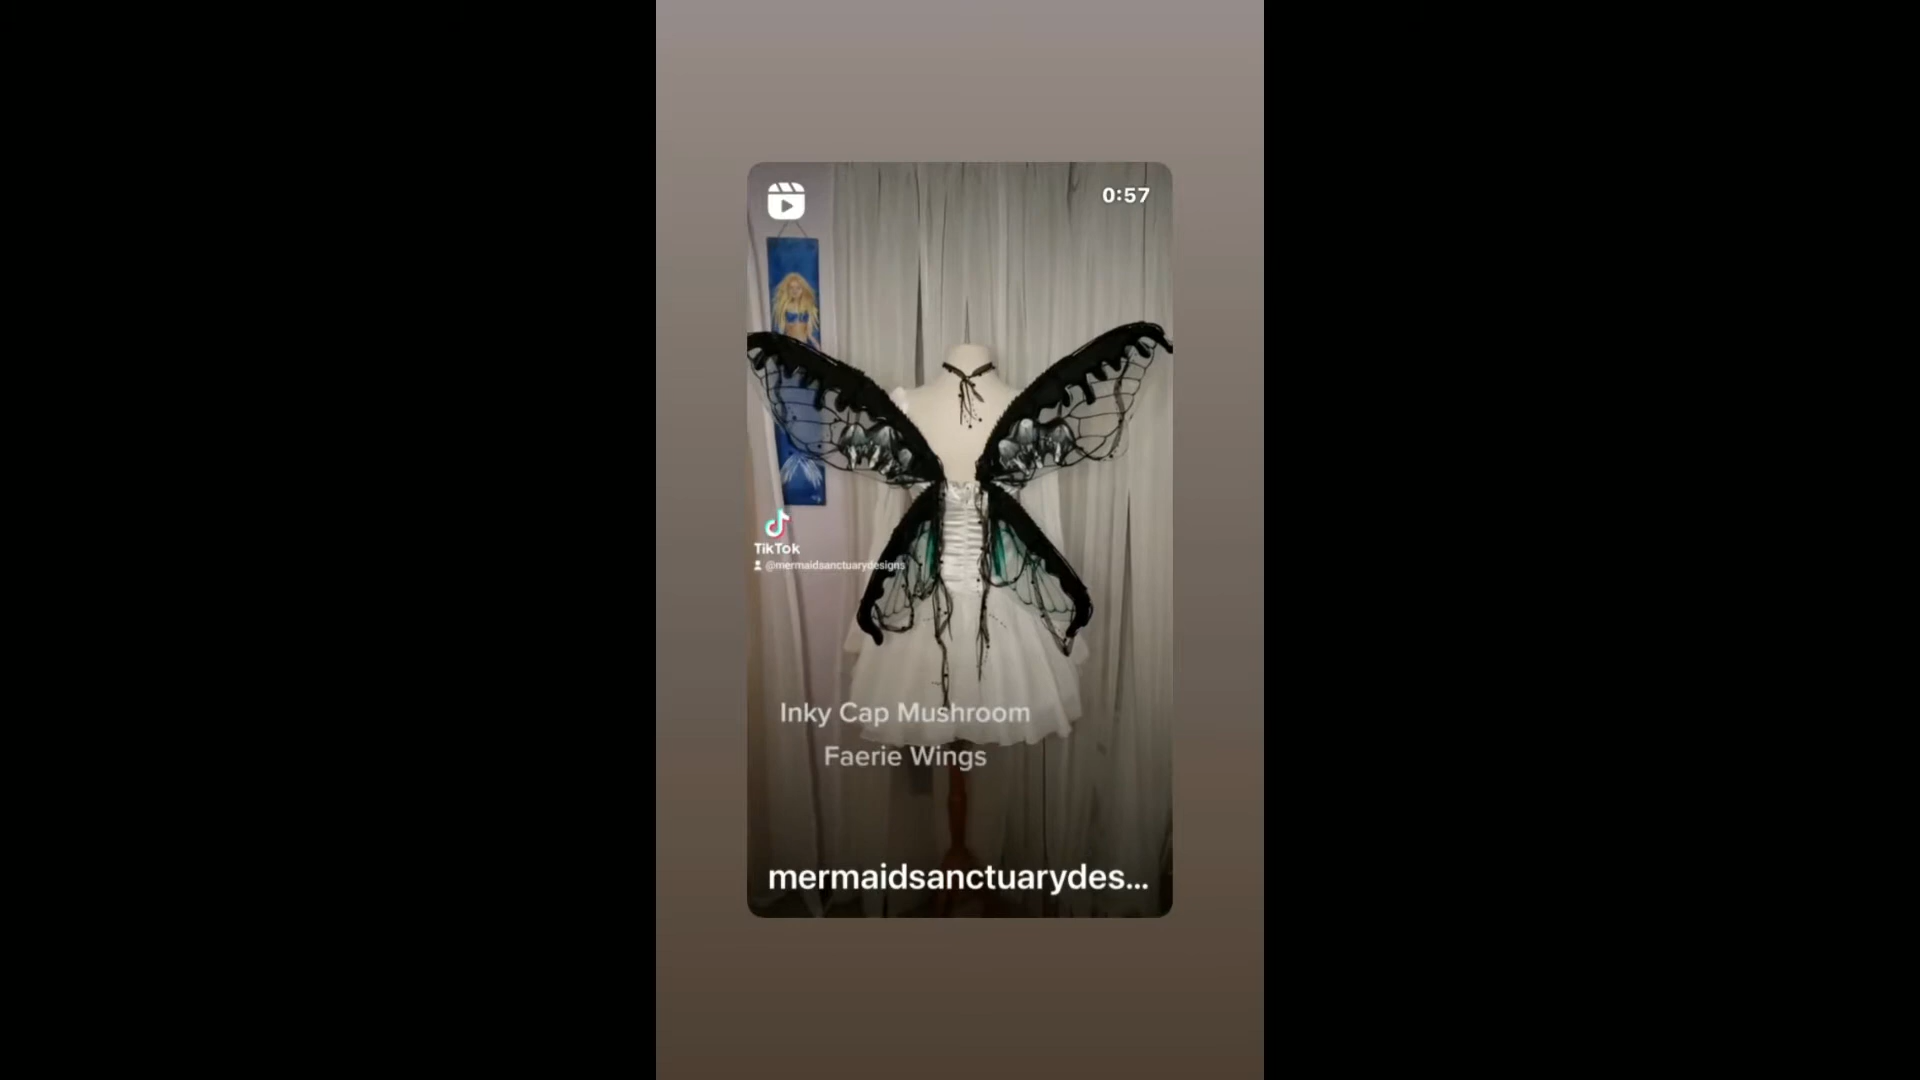 0:57
TikTok
@mermaidsanctuarydesigns
Inky Cap Mushroom
Faerie Wings
mermaidsanctuarydes...